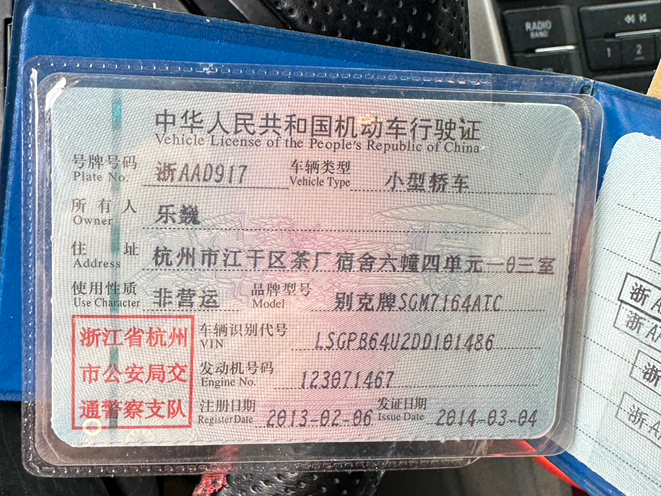 RADIO
BAND
1 2
中华人民共和国机动车行驶证
Vehicle License of the People's Republic of China
号牌号码 浙AAD917 车辆类型 小型轿车
Plate No. Vehicle Type
所有人 乐巍
Owner
住址 杭州市江干区茶厂宿舍六幢四单元一0三室
Address
使用性质 非营运 品牌型号 别克牌SGM7164ATC
Use Character Model
浙江省杭州
市公安局交
通警察支队
车辆识别代号 LSGPB64U2DD101486
VIN
发动机号码 123071467
Engine No.
注册日期 2013-02-06 发证日期 2014-03-04
Register Date Issue Date
浙A
浙A
浙
浙A